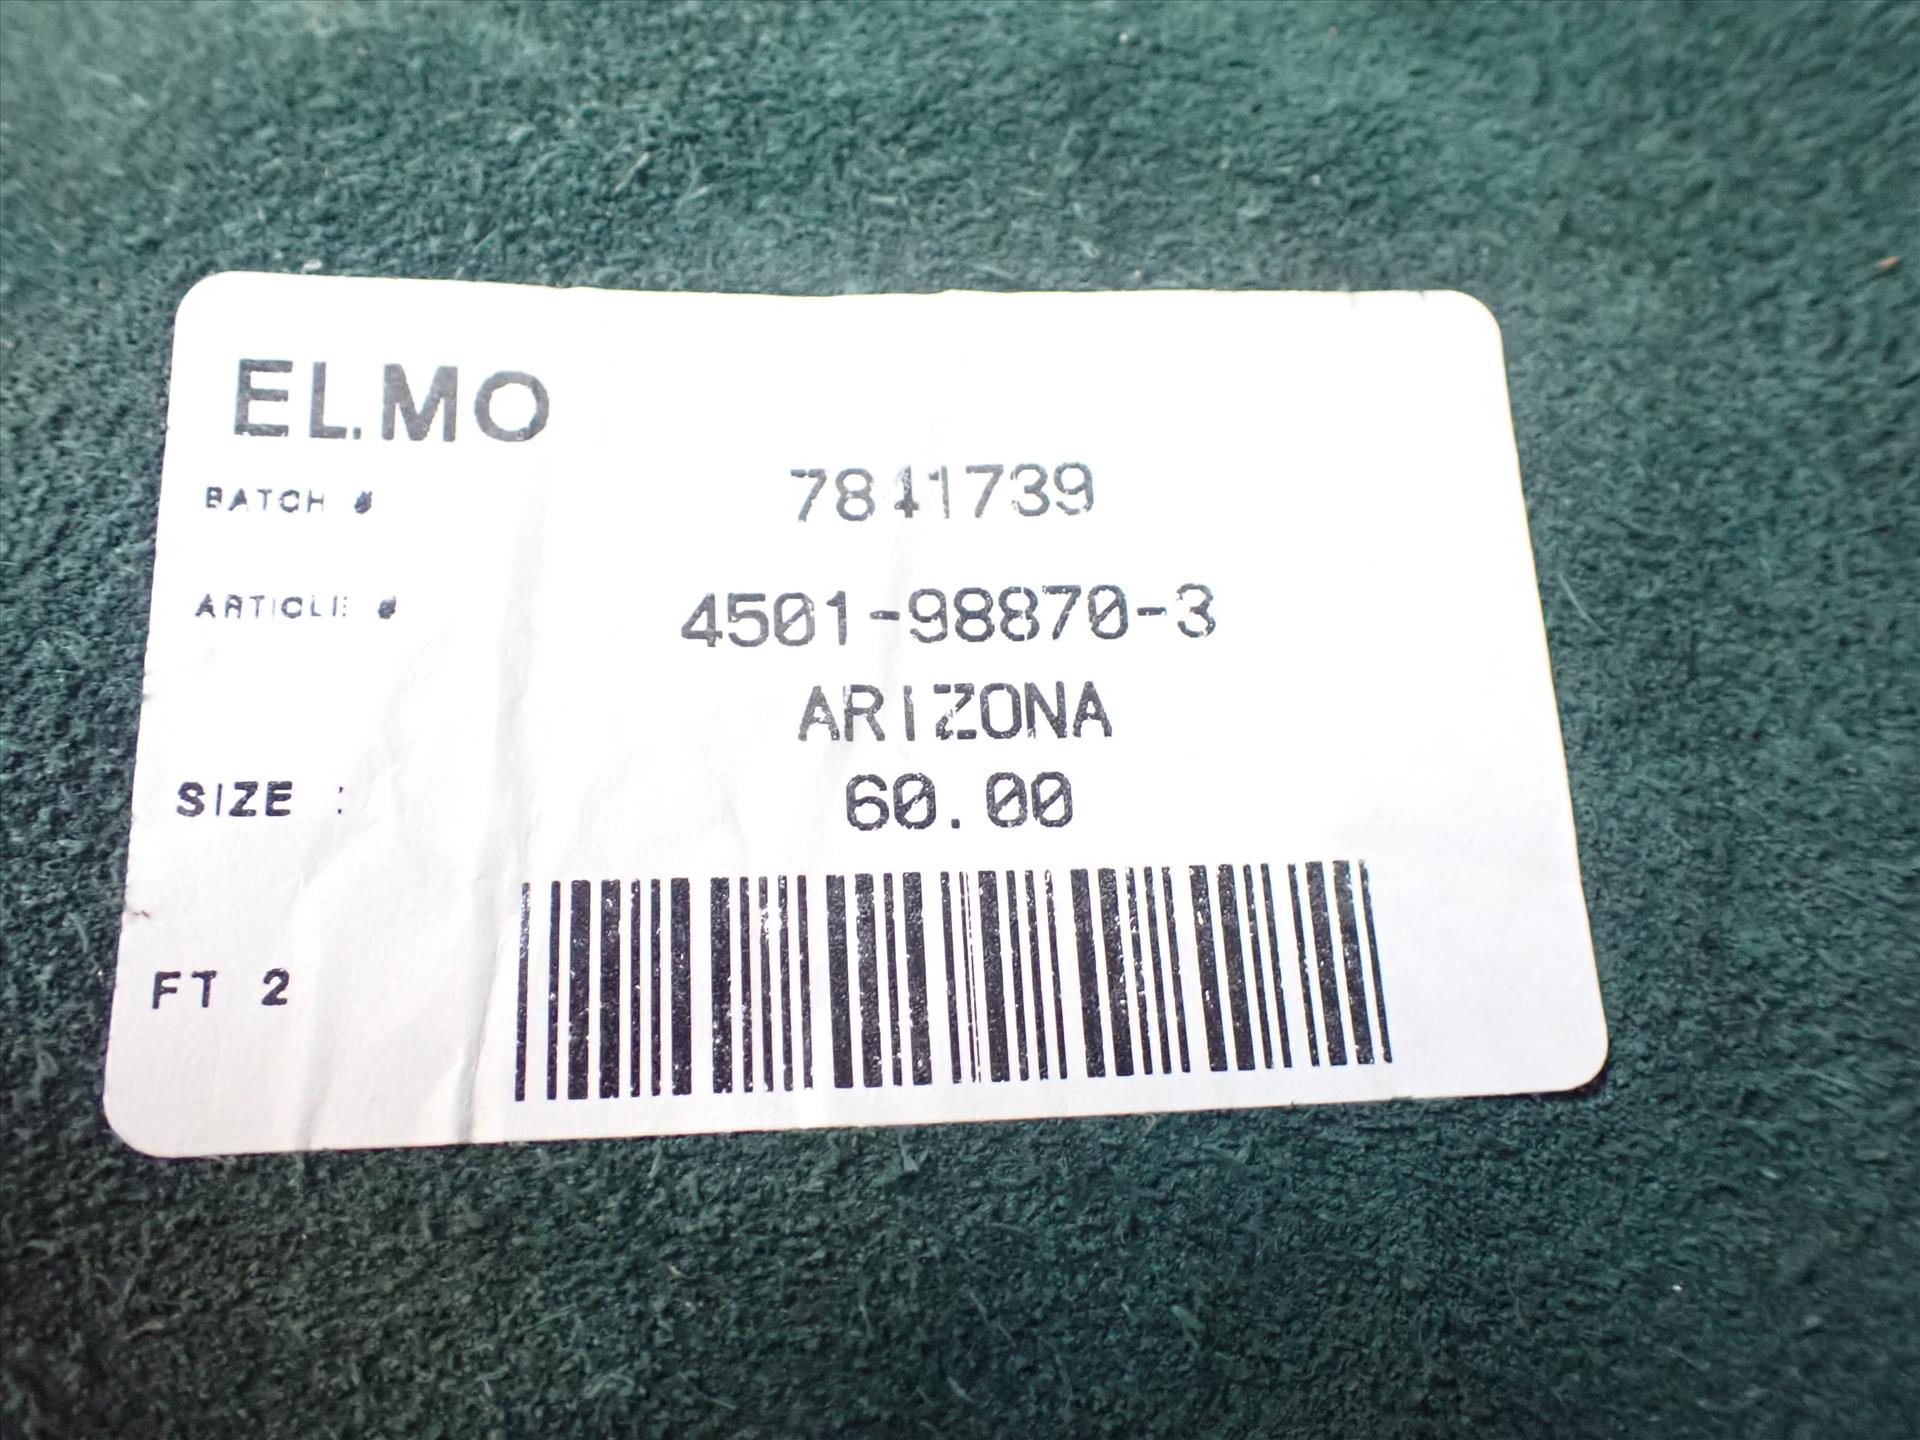 ELMO
BATCH # 7841739
ARTICLE # 4501-98870-3
ARIZONA
SIZE : 60.00
FT 2